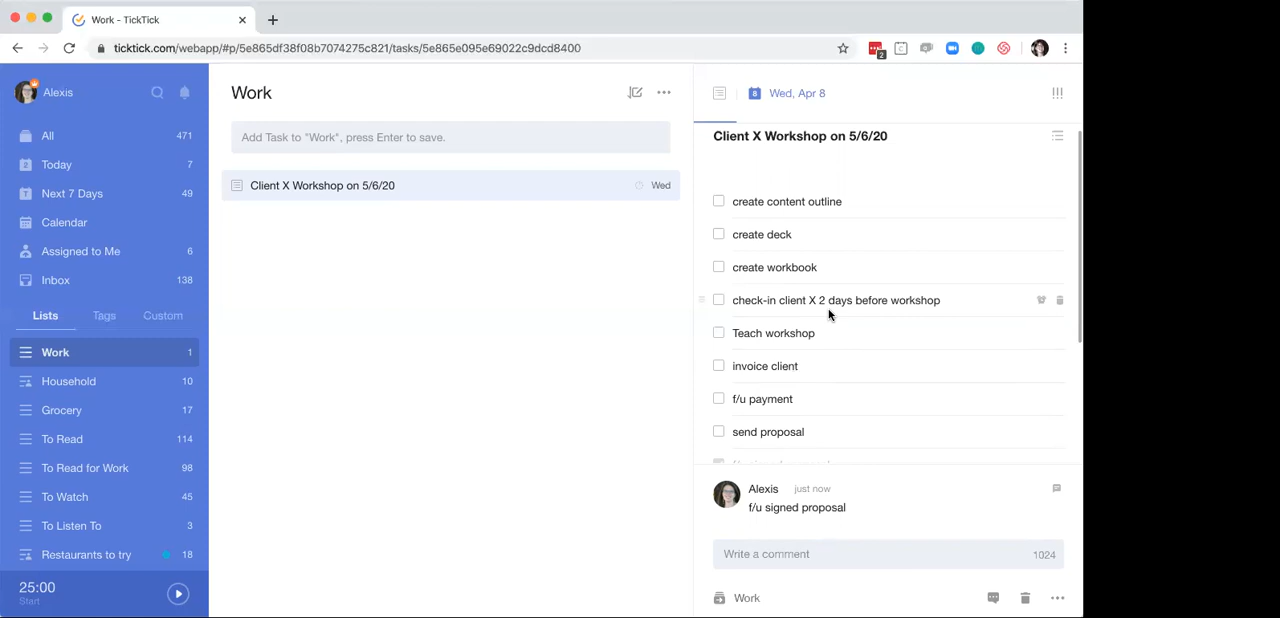 Work - TickTick
ticktick.com/webapp/#p/5e865df38f08b7074275c821/tasks/5e865e095e69022c9dcd8400
2
Alexis
All 471
Today 7
Next 7 Days 49
Calendar
Assigned to Me 6
Inbox 138
Lists Tags Custom
Work 1
Household 10
Grocery 17
To Read 114
To Read for Work 98
To Watch 45
To Listen To 3
Restaurants to try 18
25:00
Start
Work
Add Task to "Work", press Enter to save.
Client X Workshop on 5/6/20 Wed
8 Wed, Apr 8
Client X Workshop on 5/6/20
create content outline
create deck
create workbook
check-in client X 2 days before workshop
Teach workshop
invoice client
f/u payment
send proposal
Alexis just now
f/u signed proposal
Write a comment 1024
Work